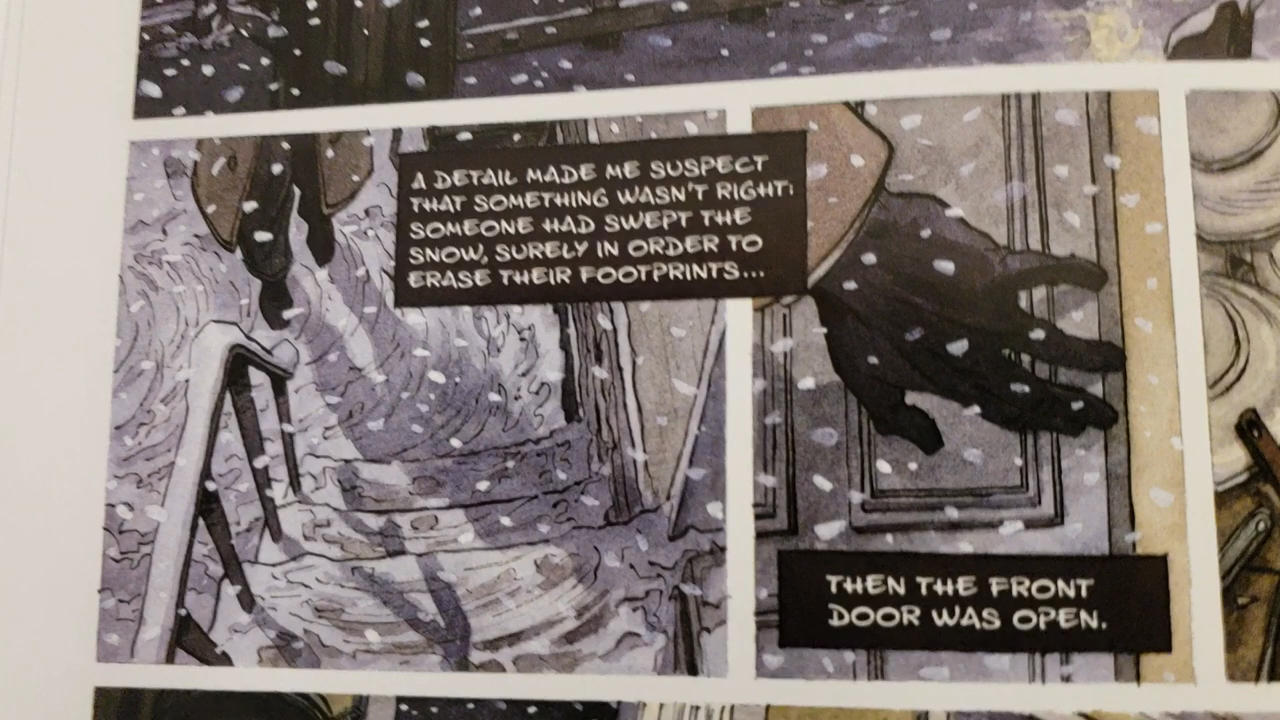 A DETAIL MADE ME SUSPECT
THAT SOMETHING WASN'T RIGHT:
SOMEONE HAD SWEPT THE
SNOW, SURELY IN ORDER TO
ERASE THEIR FOOTPRINTS...
THEN THE FRONT
DOOR WAS OPEN.